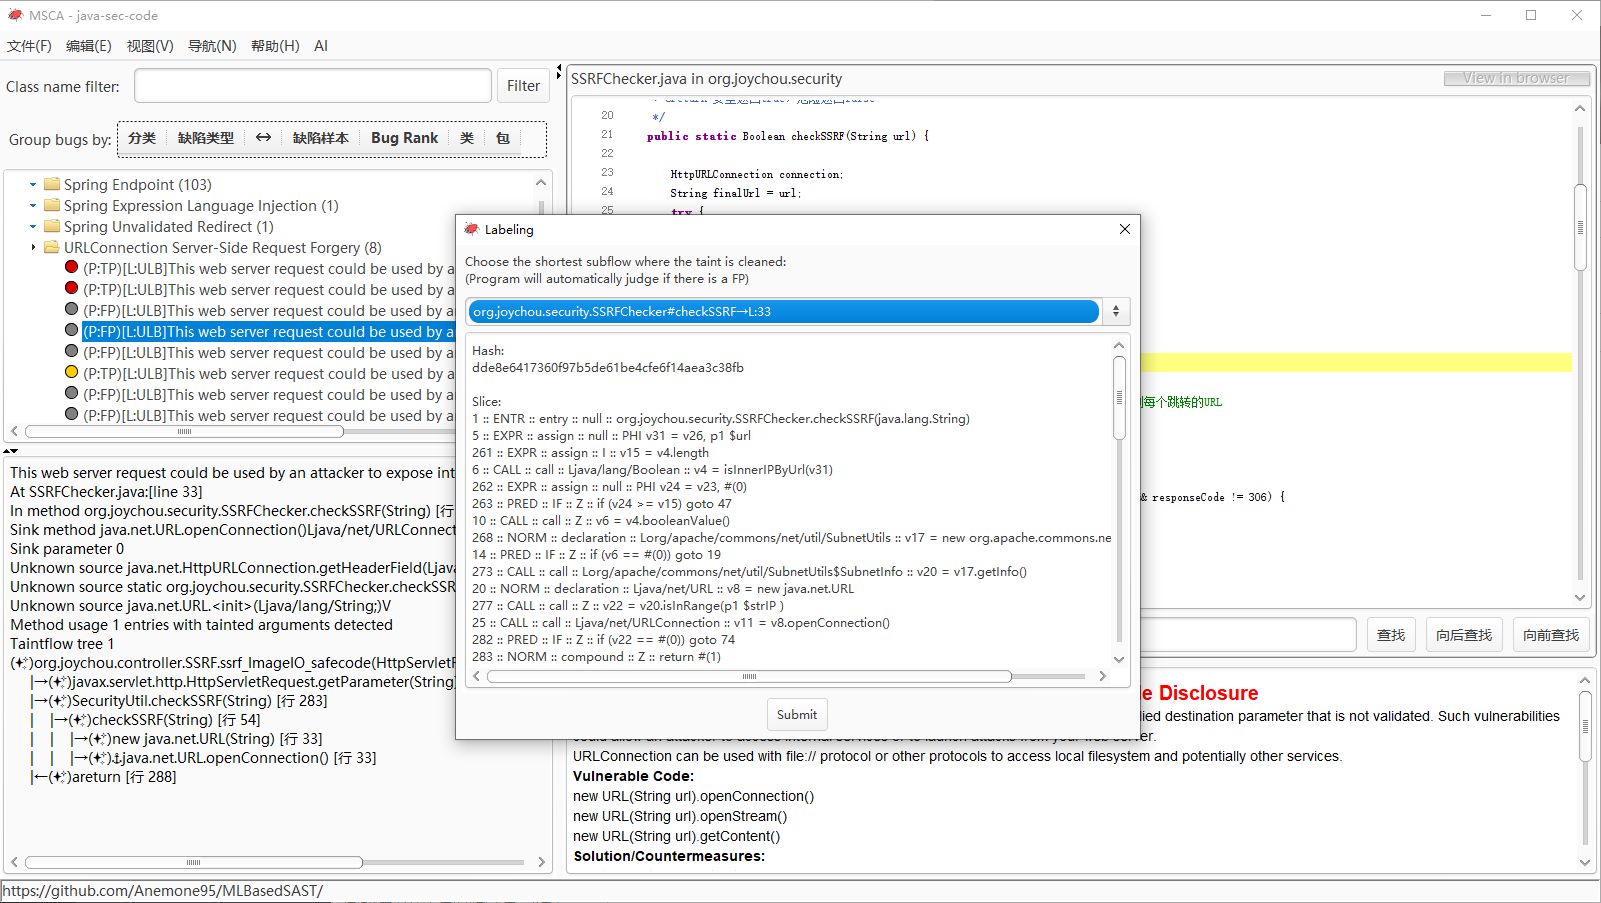 MSCA - java-sec-code
文件(F) 编辑(E) 视图(V) 导航(N) 帮助(H) AI
Class name filter:
Filter
Group bugs by: 分类 缺陷类型 ↔ 缺陷样本 Bug Rank 类 包
Spring Endpoint (103)
Spring Expression Language Injection (1)
Spring Unvalidated Redirect (1)
URLConnection Server-Side Request Forgery (8)
(P:TP)[L:ULB]This web server request could be used by a
(P:TP)[L:ULB]This web server request could be used by a
(P:FP)[L:ULB]This web server request could be used by a
(P:FP)[L:ULB]This web server request could be used by a
(P:FP)[L:ULB]This web server request could be used by a
(P:TP)[L:ULB]This web server request could be used by a
(P:FP)[L:ULB]This web server request could be used by a
(P:FP)[L:ULB]This web server request could be used by a
This web server request could be used by an attacker to expose int
At SSRFChecker.java:[line 33]
In method org.joychou.security.SSRFChecker.checkSSRF(String) [行
Sink method java.net.URL.openConnection()Ljava/net/URLConnect
Sink parameter 0
Unknown source java.net.HttpURLConnection.getHeaderField(Ljava
Unknown source static org.joychou.security.SSRFChecker.checkSSR
Unknown source java.net.URL.<init>(Ljava/lang/String;)V
Method usage 1 entries with tainted arguments detected
Taintflow tree 1
(✦)org.joychou.controller.SSRF.ssrf_ImageIO_safecode(HttpServletR
|→(✦)javax.servlet.http.HttpServletRequest.getParameter(String)
|→(✦)SecurityUtil.checkSSRF(String) [行 283]
| |→(✦)checkSSRF(String) [行 54]
| | |→(✦)new java.net.URL(String) [行 33]
| | |→(✦)⚓java.net.URL.openConnection() [行 33]
|←(✦)areturn [行 288]
SSRFChecker.java in org.joychou.security
View in browser
20 */
21 public static Boolean checkSSRF(String url) {
22
23 HttpURLConnection connection;
24 String finalUrl = url;
25 try {
每个跳转的URL
& responseCode != 306) {
查找 向后查找 向前查找
Labeling
Choose the shortest subflow where the taint is cleaned:
(Program will automatically judge if there is a FP)
org.joychou.security.SSRFChecker#checkSSRF→L:33
Hash:
dde8e6417360f97b5de61be4cfe6f14aea3c38fb
Slice:
1 :: ENTR :: entry :: null :: org.joychou.security.SSRFChecker.checkSSRF(java.lang.String)
5 :: EXPR :: assign :: null :: PHI v31 = v26, p1 $url
261 :: EXPR :: assign :: I :: v15 = v4.length
6 :: CALL :: call :: Ljava/lang/Boolean :: v4 = isInnerIPByUrl(v31)
262 :: EXPR :: assign :: null :: PHI v24 = v23, #(0)
263 :: PRED :: IF :: Z :: if (v24 >= v15) goto 47
10 :: CALL :: call :: Z :: v6 = v4.booleanValue()
268 :: NORM :: declaration :: Lorg/apache/commons/net/util/SubnetUtils :: v17 = new org.apache.commons.ne
14 :: PRED :: IF :: Z :: if (v6 == #(0)) goto 19
273 :: CALL :: call :: Lorg/apache/commons/net/util/SubnetUtils$SubnetInfo :: v20 = v17.getInfo()
20 :: NORM :: declaration :: Ljava/net/URL :: v8 = new java.net.URL
277 :: CALL :: call :: Z :: v22 = v20.isInRange(p1 $strIP )
25 :: CALL :: call :: Ljava/net/URLConnection :: v11 = v8.openConnection()
282 :: PRED :: IF :: Z :: if (v22 == #(0)) goto 74
283 :: NORM :: compound :: Z :: return #(1)
Submit
e Disclosure
lied destination parameter that is not validated. Such vulnerabilities
URLConnection can be used with file:// protocol or other protocols to access local filesystem and potentially other services.
Vulnerable Code:
new URL(String url).openConnection()
new URL(String url).openStream()
new URL(String url).getContent()
Solution/Countermeasures:
https://github.com/Anemone95/MLBasedSAST/